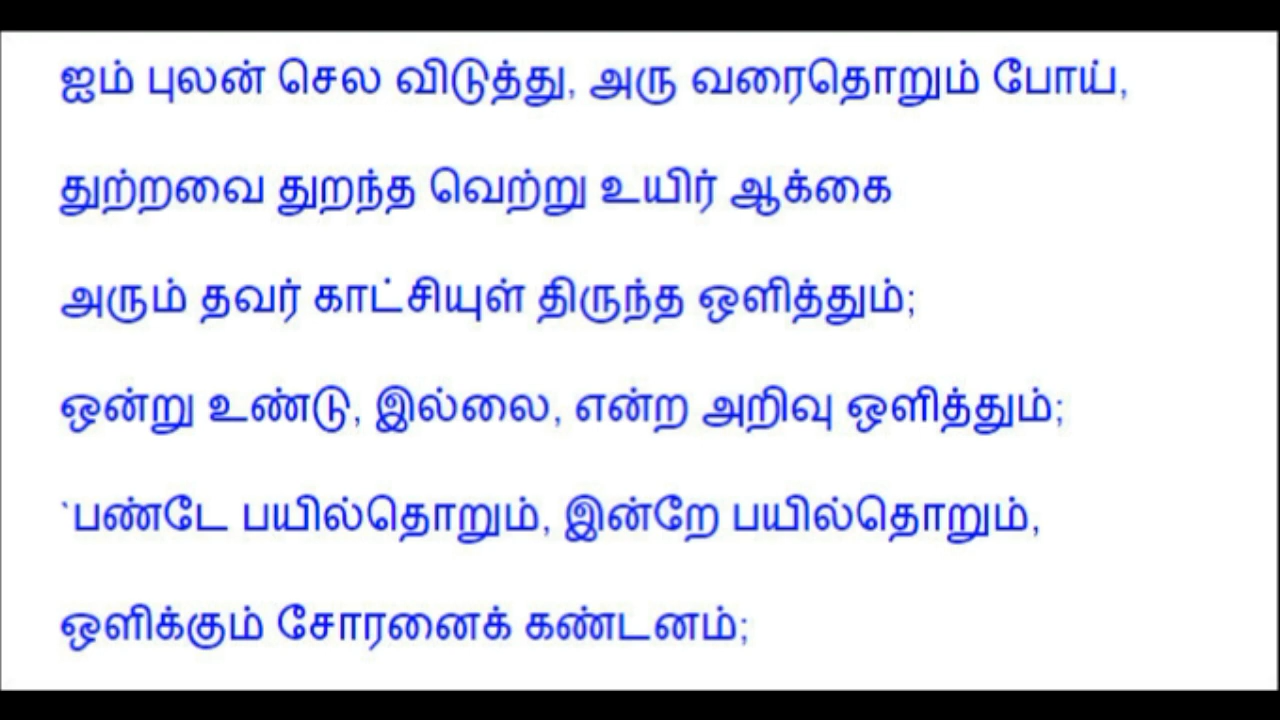 ஐம் புலன் செல விடுத்து, அரு வரைதொறும் போய்,
துற்றவை துறந்த வெற்று உயிர் ஆக்கை
அரும் தவர் காட்சியுள் திருந்த ஒளித்தும்;
ஒன்று உண்டு, இல்லை, என்ற அறிவு ஒளித்தும்;
`பண்டே பயில்தொறும், இன்றே பயில்தொறும்,
ஒளிக்கும் சோரனைக் கண்டனம்;